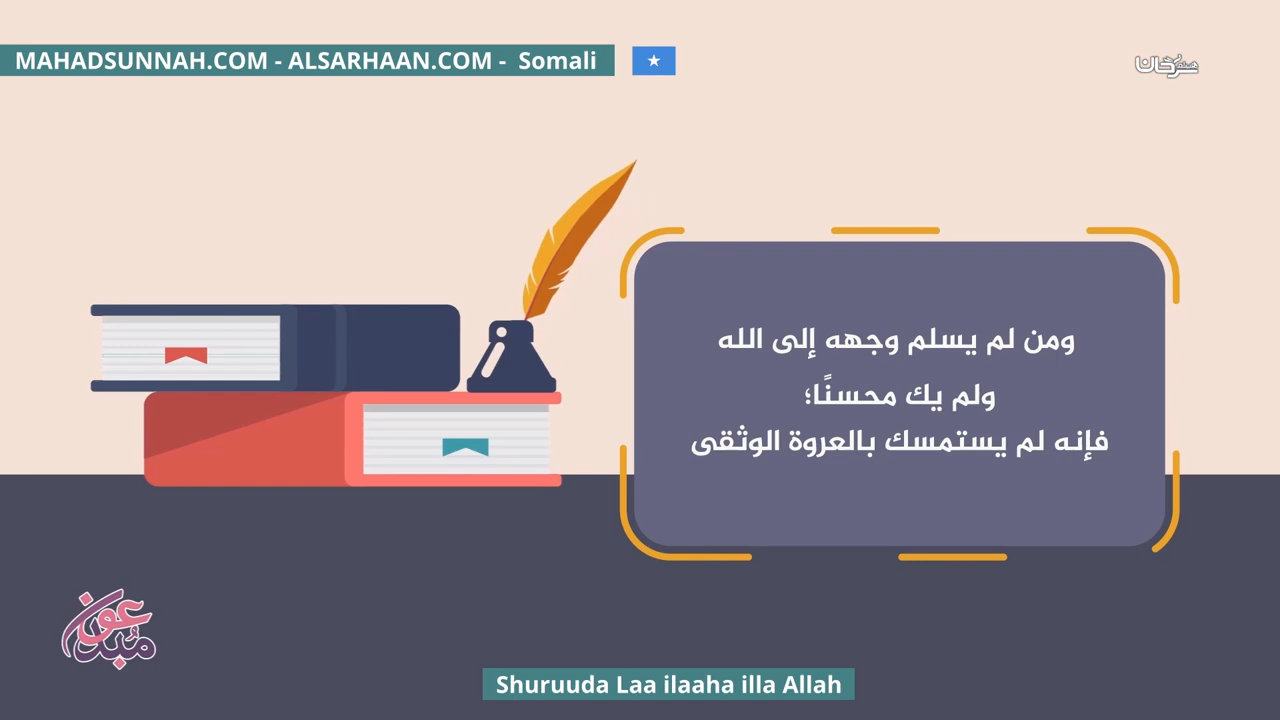 MAHADSUNNAH.COM - ALSARHAAN.COM - Somali
ومن لم يسلم وجهه إلى الله
ولم يك محسنًا؛
فإنه لم يستمسك بالعروة الوثقى
Shuruuda Laa ilaaha illa Allah